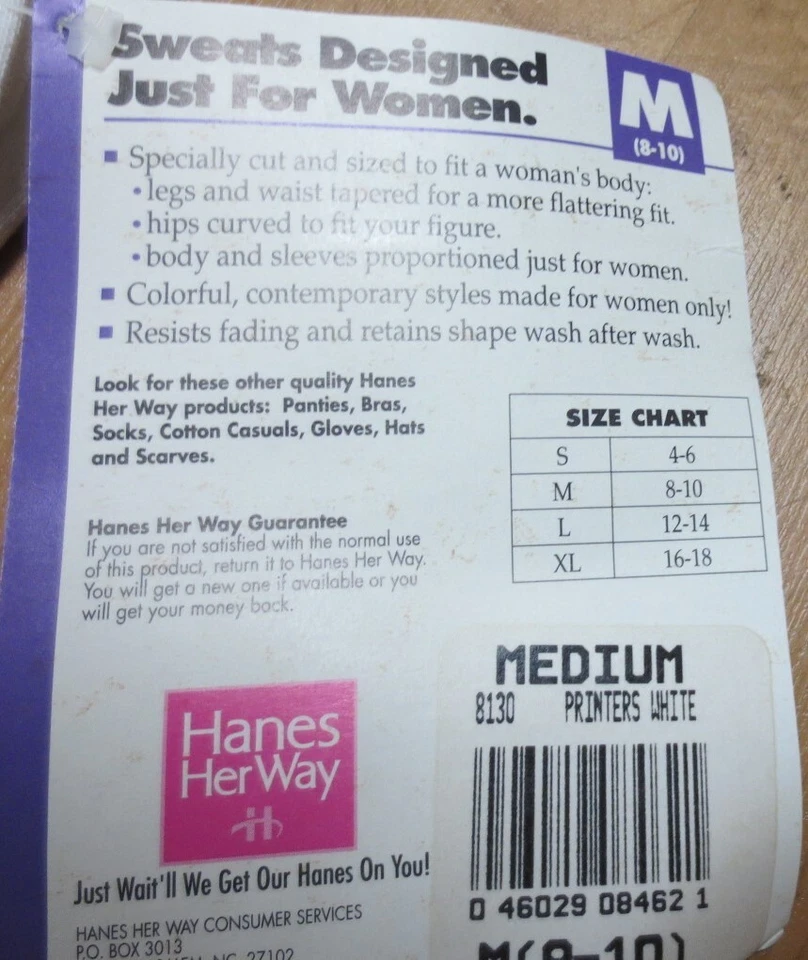 Sweats Designed
Just For Women.
M
(8-10)
■ Specially cut and sized to fit a woman's body:
• legs and waist tapered for a more flattering fit.
• hips curved to fit your figure.
• body and sleeves proportioned just for women.
■ Colorful, contemporary styles made for women only!
■ Resists fading and retains shape wash after wash.
Look for these other quality Hanes
Her Way products: Panties, Bras,
Socks, Cotton Casuals, Gloves, Hats
and Scarves.
SIZE CHART
S 4-6
M 8-10
L 12-14
XL 16-18
Hanes Her Way Guarantee
If you are not satisfied with the normal use
of this product, return it to Hanes Her Way.
You will get a new one if available or you
will get your money back.
MEDIUM
8130 PRINTERS WHITE
0 46029 08462 1
M(8-10)
Hanes
Her Way
Just Wait'll We Get Our Hanes On You!
HANES HER WAY CONSUMER SERVICES
P.O. BOX 3013
NC 27102